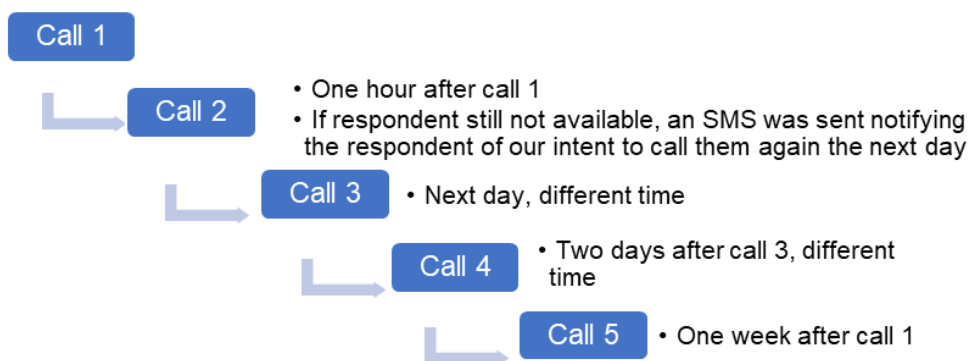 Call 1
Call 2
• One hour after call 1
• If respondent still not available, an SMS was sent notifying
the respondent of our intent to call them again the next day
Call 3
• Next day, different time
Call 4
• Two days after call 3, different
time
Call 5
• One week after call 1